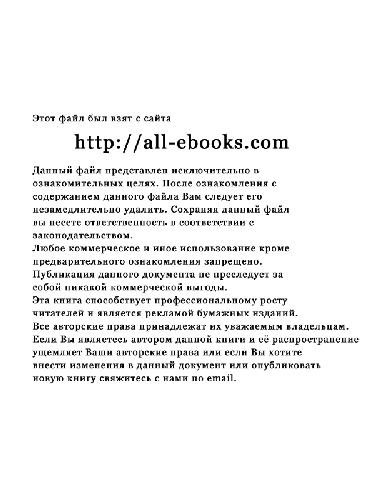 Этот файл был взят с сайта
http://all-ebooks.com
Данный файл представлен исключительно в
ознакомительных целях. После ознакомления с
содержанием данного файла Вам следует его
незамедлительно удалить. Сохраняя данный файл
вы несете ответственность в соответствии с
законодательством.
Любое коммерческое и иное использование кроме
предварительного ознакомления запрещено.
Публикация данного документа не преследует за
собой никакой коммерческой выгоды.
Эта книга способствует профессиональному росту
читателей и является рекламой бумажных изданий.
Все авторские права принадлежат их уважаемым владельцам.
Если Вы являетесь автором данной книги и её распространение
ущемляет Ваши авторские права или если Вы хотите
внести изменения в данный документ или опубликовать
новую книгу свяжитесь с нами по email.